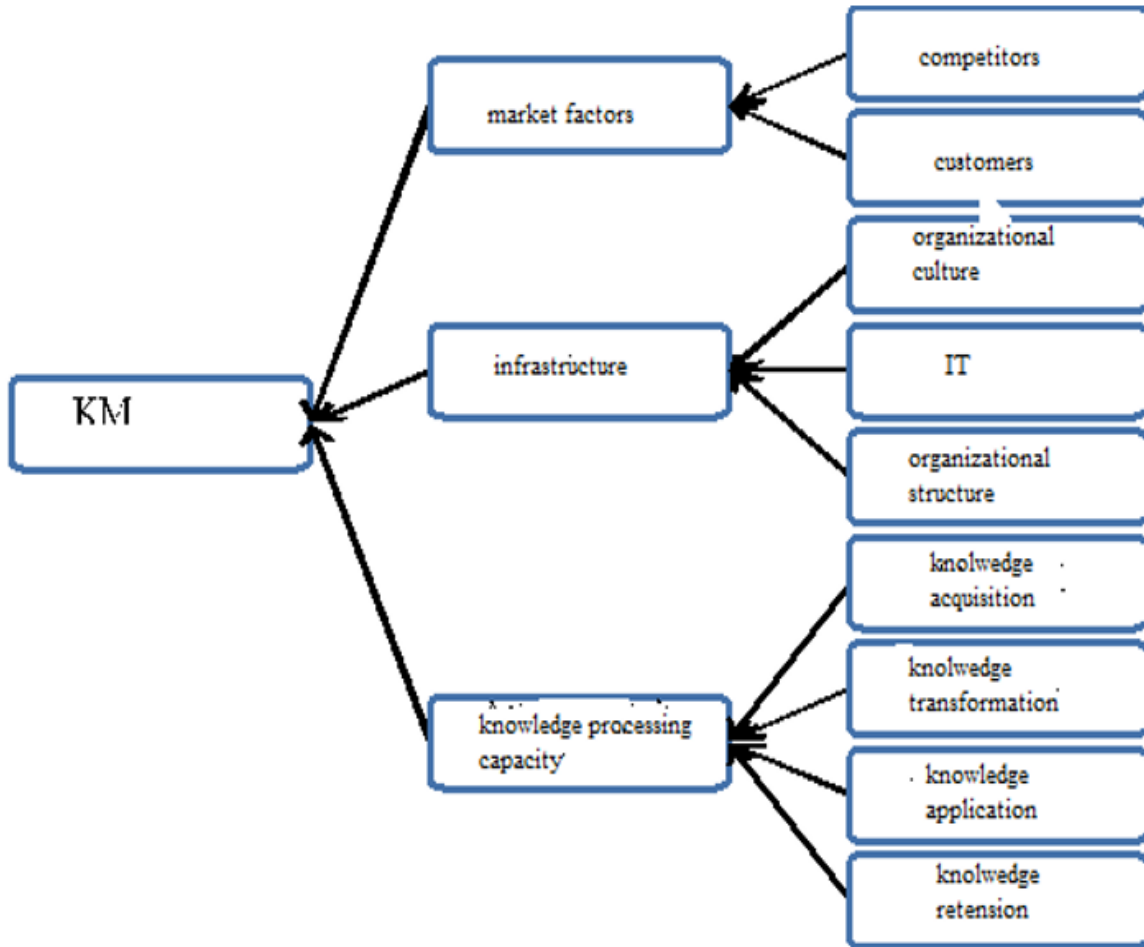 competitors
market factors
customers
organizational
culture
infrastructure
IT
KM
organizational
structure
knolwedge
acquisition
knolwedge
transformation
knowledge processing
capacity
knowledge
application
knolwedge
retension